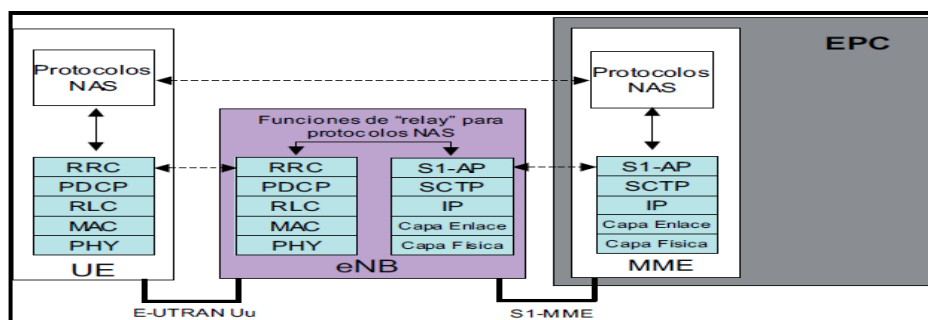 EPC
Protocolos
NAS
Protocolos
NAS
Funciones de “relay” para
protocolos NAS
RRC
PDCP
RLC
MAC
PHY
UE
RRC
PDCP
RLC
MAC
PHY
S1-AP
SCTP
IP
Capa Enlace
Capa Física
eNB
S1-AP
SCTP
IP
Capa Enlace
Capa Física
MME
E-UTRAN Uu
S1-MME